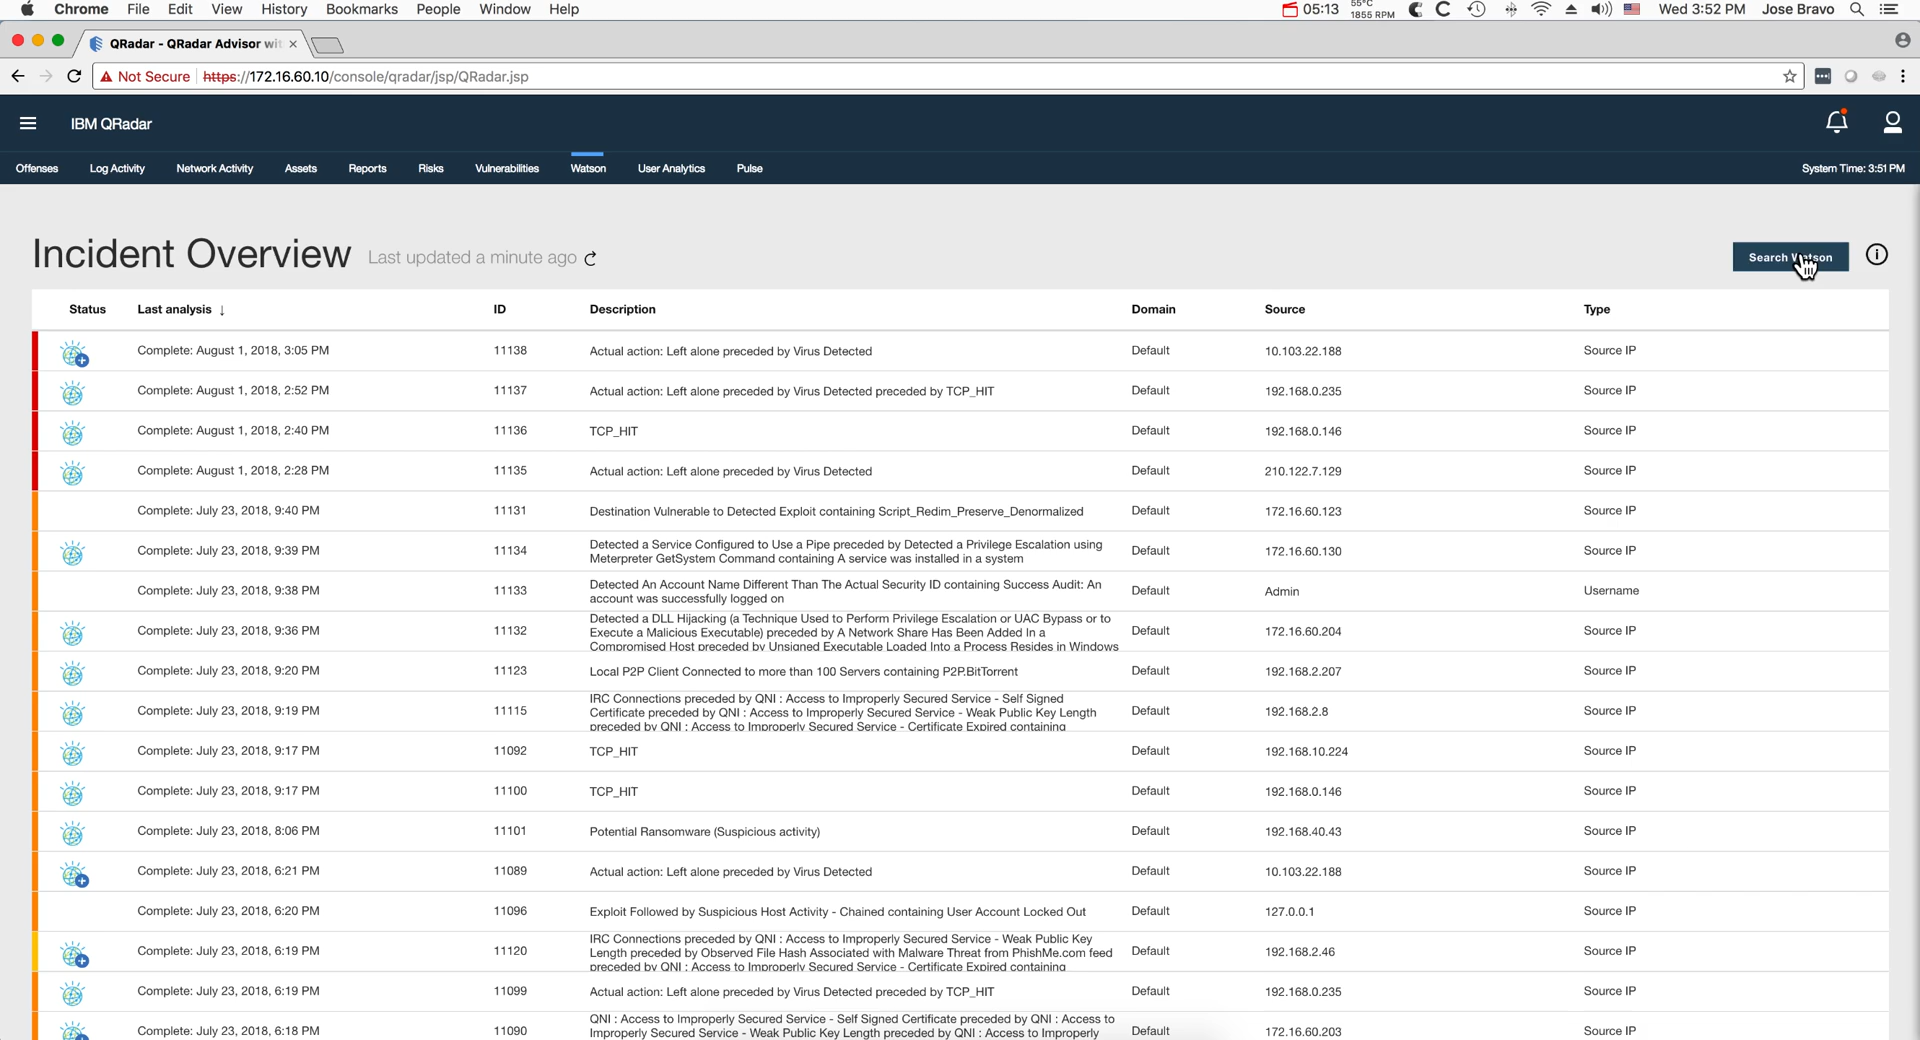 Chrome File Edit View History Bookmarks People Window Help 05:13 55°C 1855 RPM Wed 3:52 PM Jose Bravo
QRadar - QRadar Advisor wit
Not Secure https://172.16.60.10/console/qradar/jsp/QRadar.jsp
IBM QRadar
Offenses Log Activity Network Activity Assets Reports Risks Vulnerabilities Watson User Analytics Pulse System Time: 3:51 PM
Incident Overview Last updated a minute ago Search Watson
Status Last analysis ↓ ID Description Domain Source Type
Complete: August 1, 2018, 3:05 PM 11138 Actual action: Left alone preceded by Virus Detected Default 10.103.22.188 Source IP
Complete: August 1, 2018, 2:52 PM 11137 Actual action: Left alone preceded by Virus Detected preceded by TCP_HIT Default 192.168.0.235 Source IP
Complete: August 1, 2018, 2:40 PM 11136 TCP_HIT Default 192.168.0.146 Source IP
Complete: August 1, 2018, 2:28 PM 11135 Actual action: Left alone preceded by Virus Detected Default 210.122.7.129 Source IP
Complete: July 23, 2018, 9:40 PM 11131 Destination Vulnerable to Detected Exploit containing Script_Redim_Preserve_Denormalized Default 172.16.60.123 Source IP
Complete: July 23, 2018, 9:39 PM 11134 Detected a Service Configured to Use a Pipe preceded by Detected a Privilege Escalation using
Meterpreter GetSystem Command containing A service was installed in a system Default 172.16.60.130 Source IP
Complete: July 23, 2018, 9:38 PM 11133 Detected An Account Name Different Than The Actual Security ID containing Success Audit: An
account was successfully logged on Default Admin Username
Complete: July 23, 2018, 9:36 PM 11132 Detected a DLL Hijacking (a Technique Used to Perform Privilege Escalation or UAC Bypass or to
Execute a Malicious Executable) preceded by A Network Share Has Been Added In a
Compromised Host preceded by Unsigned Executable Loaded Into a Process Resides in Windows Default 172.16.60.204 Source IP
Complete: July 23, 2018, 9:20 PM 11123 Local P2P Client Connected to more than 100 Servers containing P2P.BitTorrent Default 192.168.2.207 Source IP
Complete: July 23, 2018, 9:19 PM 11115 IRC Connections preceded by QNI : Access to Improperly Secured Service - Self Signed
Certificate preceded by QNI : Access to Improperly Secured Service - Weak Public Key Length
preceded by QNI : Access to Improperly Secured Service - Certificate Expired containing Default 192.168.2.8 Source IP
Complete: July 23, 2018, 9:17 PM 11092 TCP_HIT Default 192.168.10.224 Source IP
Complete: July 23, 2018, 9:17 PM 11100 TCP_HIT Default 192.168.0.146 Source IP
Complete: July 23, 2018, 8:06 PM 11101 Potential Ransomware (Suspicious activity) Default 192.168.40.43 Source IP
Complete: July 23, 2018, 6:21 PM 11089 Actual action: Left alone preceded by Virus Detected Default 10.103.22.188 Source IP
Complete: July 23, 2018, 6:20 PM 11096 Exploit Followed by Suspicious Host Activity - Chained containing User Account Locked Out Default 127.0.0.1 Source IP
Complete: July 23, 2018, 6:19 PM 11120 IRC Connections preceded by QNI : Access to Improperly Secured Service - Weak Public Key
Length preceded by Observed File Hash Associated with Malware Threat from PhishMe.com feed
preceded by QNI : Access to Improperly Secured Service - Certificate Expired containing Default 192.168.2.46 Source IP
Complete: July 23, 2018, 6:19 PM 11099 Actual action: Left alone preceded by Virus Detected preceded by TCP_HIT Default 192.168.0.235 Source IP
Complete: July 23, 2018, 6:18 PM 11090 QNI : Access to Improperly Secured Service - Self Signed Certificate preceded by QNI : Access to
Improperly Secured Service - Weak Public Key Length preceded by QNI : Access to Improperly Default 172.16.60.203 Source IP